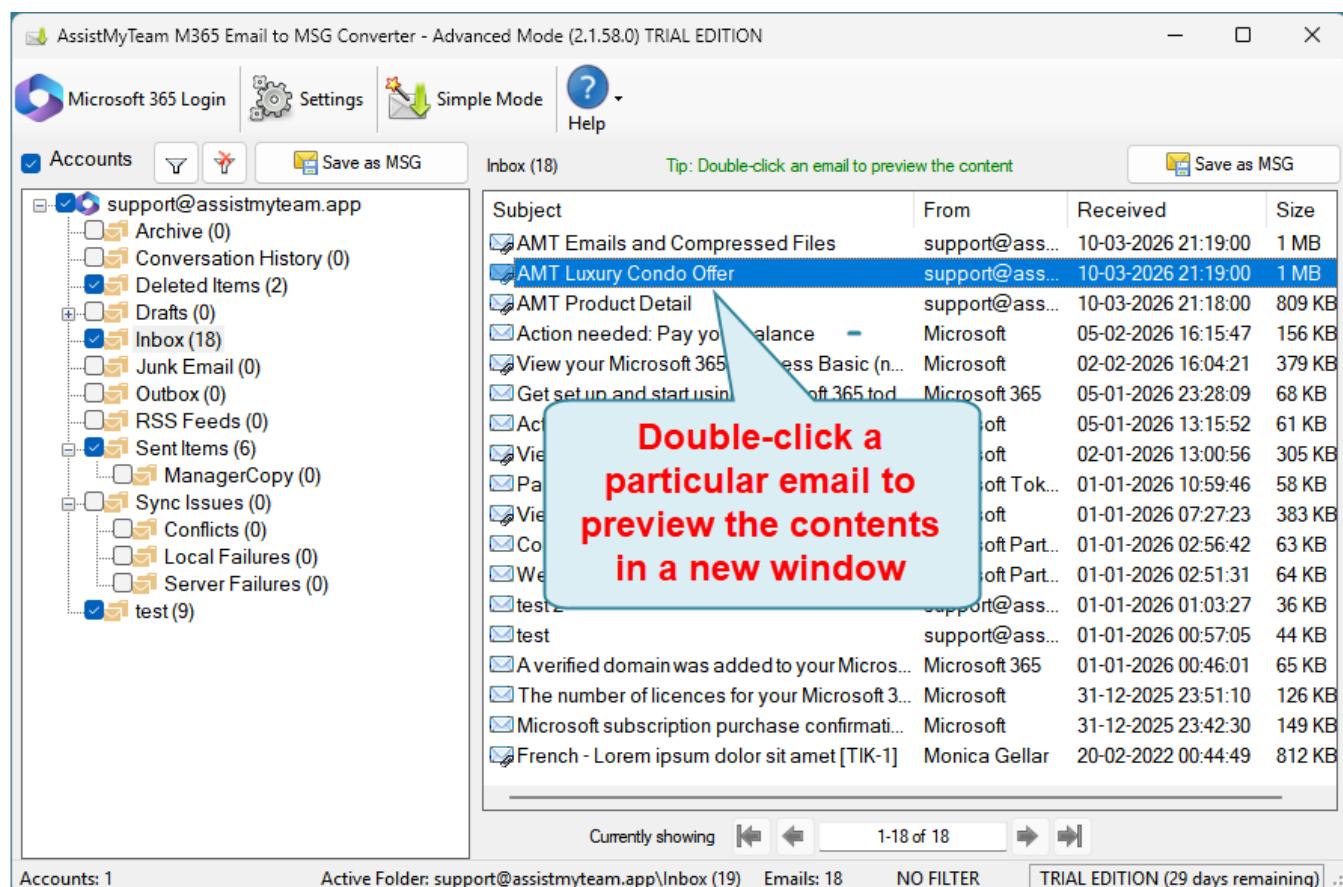 AssistMyTeam M365 Email to MSG Converter - Advanced Mode (2.1.58.0) TRIAL EDITION
Microsoft 365 Login
Settings
Simple Mode
Help
Accounts
Save as MSG
Inbox (18)
Tip: Double-click an email to preview the content
Save as MSG
support@assistmyteam.app
Archive (0)
Conversation History (0)
Deleted Items (2)
Drafts (0)
Inbox (18)
Junk Email (0)
Outbox (0)
RSS Feeds (0)
Sent Items (6)
ManagerCopy (0)
Sync Issues (0)
Conflicts (0)
Local Failures (0)
Server Failures (0)
test (9)
Subject From Received Size
AMT Emails and Compressed Files support@ass... 10-03-2026 21:19:00 1 MB
AMT Luxury Condo Offer support@ass... 10-03-2026 21:19:00 1 MB
AMT Product Detail support@ass... 10-03-2026 21:18:00 809 KB
Action needed: Pay yo alance Microsoft 05-02-2026 16:15:47 156 KB
View your Microsoft 365 ess Basic (n... Microsoft 02-02-2026 16:04:21 379 KB
Get set up and start usin oft 365 tod Microsoft 365 05-01-2026 23:28:09 68 KB
Act oft 05-01-2026 13:15:52 61 KB
Vie oft 02-01-2026 13:00:56 305 KB
Pa oft Tok... 01-01-2026 10:59:46 58 KB
Vie oft 01-01-2026 07:27:23 383 KB
Co oft Part... 01-01-2026 02:56:42 63 KB
We oft Part... 01-01-2026 02:51:31 64 KB
test 2 support@ass... 01-01-2026 01:03:27 36 KB
test support@ass... 01-01-2026 00:57:05 44 KB
A verified domain was added to your Micros... Microsoft 365 01-01-2026 00:46:01 65 KB
The number of licences for your Microsoft 3... Microsoft 31-12-2025 23:51:10 126 KB
Microsoft subscription purchase confirmati... Microsoft 31-12-2025 23:42:30 149 KB
French - Lorem ipsum dolor sit amet [TIK-1] Monica Gellar 20-02-2022 00:44:49 812 KB
Double-click a
particular email to
preview the contents
in a new window
Currently showing 1-18 of 18
Accounts: 1 Active Folder: support@assistmyteam.app\Inbox (19) Emails: 18 NO FILTER TRIAL EDITION (29 days remaining)